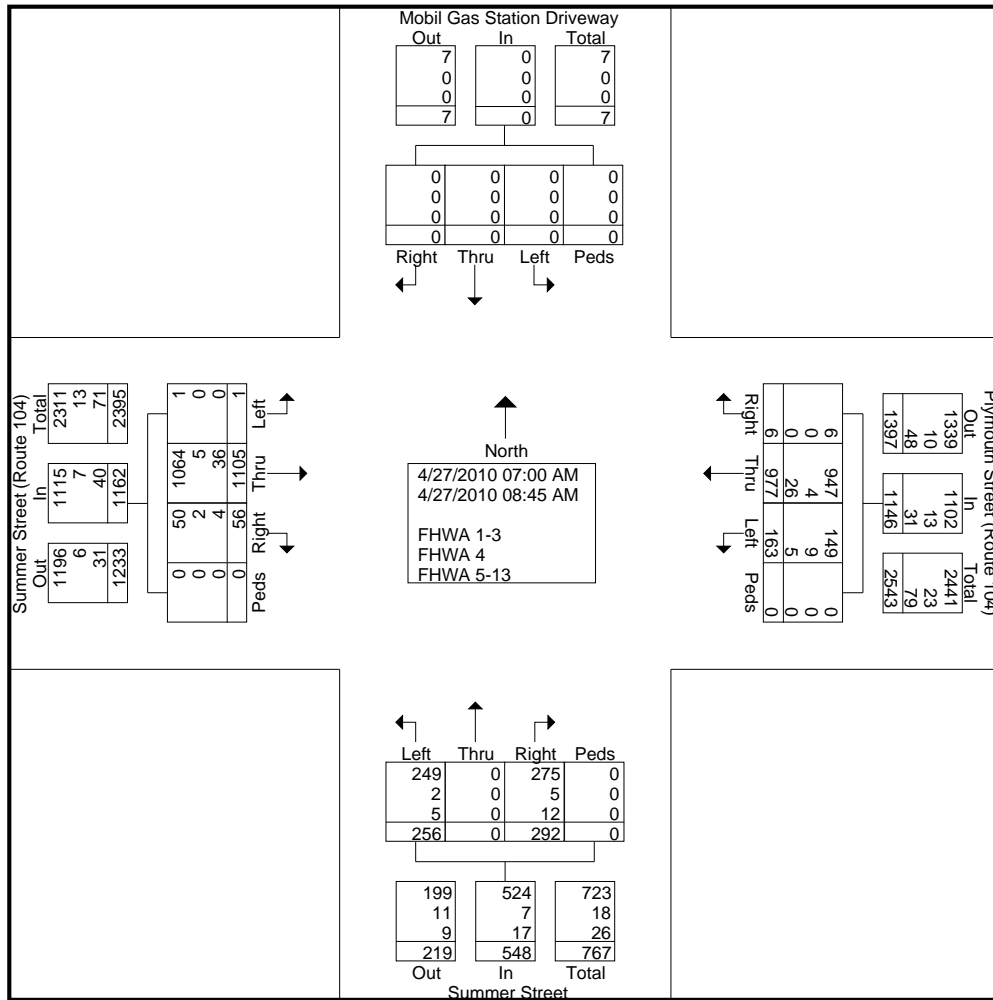 Mobil Gas Station Driveway
Out In Total
7 0 7
0 0 0
0 0 0
7 0 7
0 0 0 0
0 0 0 0
0 0 0 0
0 0 0 0
Right Thru Left Peds
Summer Street (Route 104)
Total In Out
2311 1115 1196
13 7 6
71 40 31
2395 1162 1233
Left Thru Right Peds
1 1064 50 0
0 5 2 0
0 36 4 0
1 1105 56 0
North
4/27/2010 07:00 AM
4/27/2010 08:45 AM
FHWA 1-3
FHWA 4
FHWA 5-13
Right Thru Left Peds
6 947 149 0
0 4 9 0
0 26 5 0
6 977 163 0
Plymouth Street (Route 104)
Out In Total
1339 1102 2441
10 13 23
48 31 79
1397 1146 2543
Left Thru Right Peds
249 0 275 0
2 0 5 0
5 0 12 0
256 0 292 0
199 524 723
11 7 18
9 17 26
219 548 767
Out In Total
Summer Street